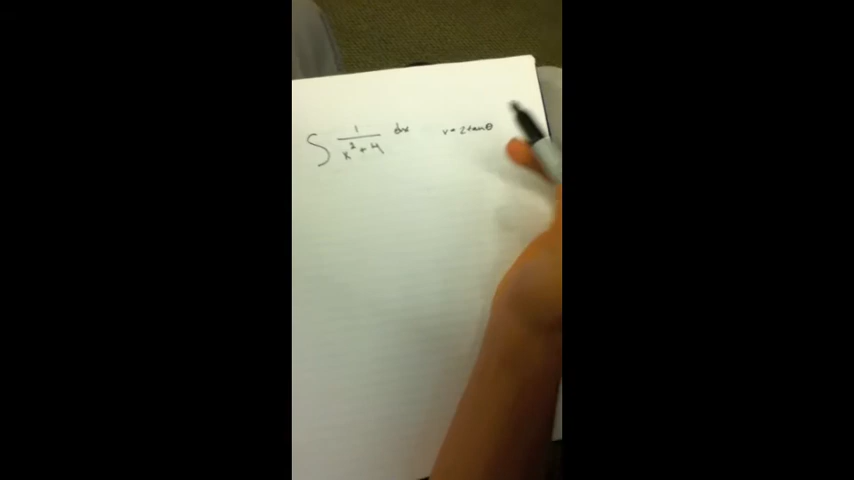 ∫ 1/(x² + 4) dx x = 2tanθ